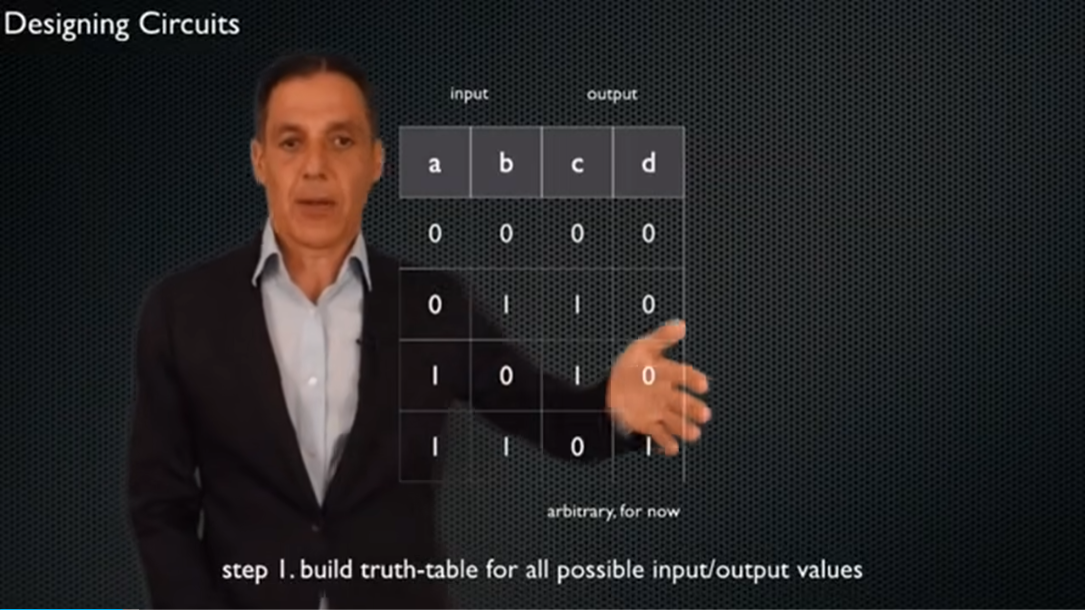 Designing Circuits
input output
a b c d
0 0 0 0
0 1 1 0
1 0 1 0
1 1 0 1
arbitrary, for now
step 1. build truth-table for all possible input/output values